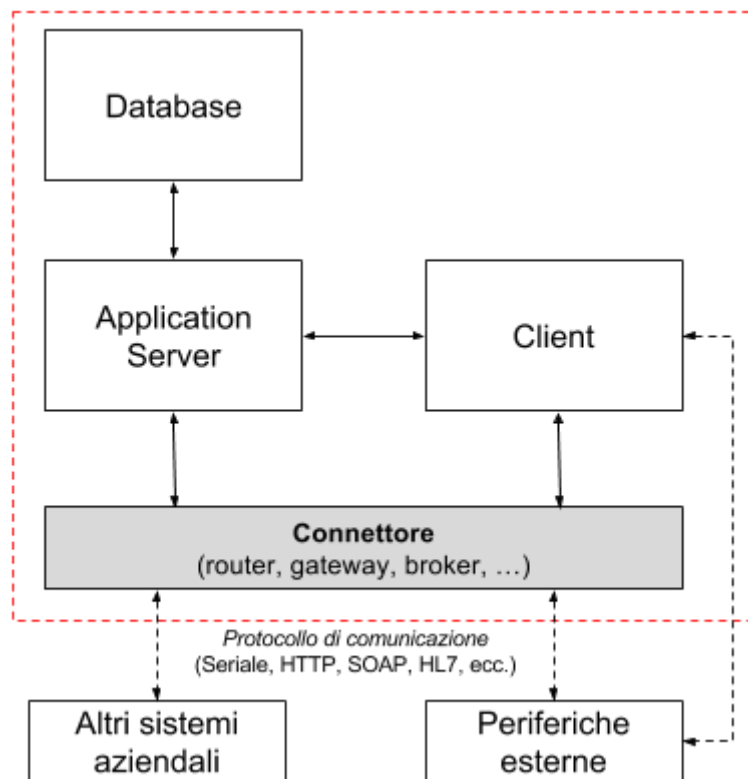 Database
Application
Server
Client
Connettore
(router, gateway, broker, …)
Protocollo di comunicazione
(Seriale, HTTP, SOAP, HL7, ecc.)
Altri sistemi
aziendali
Periferiche
esterne